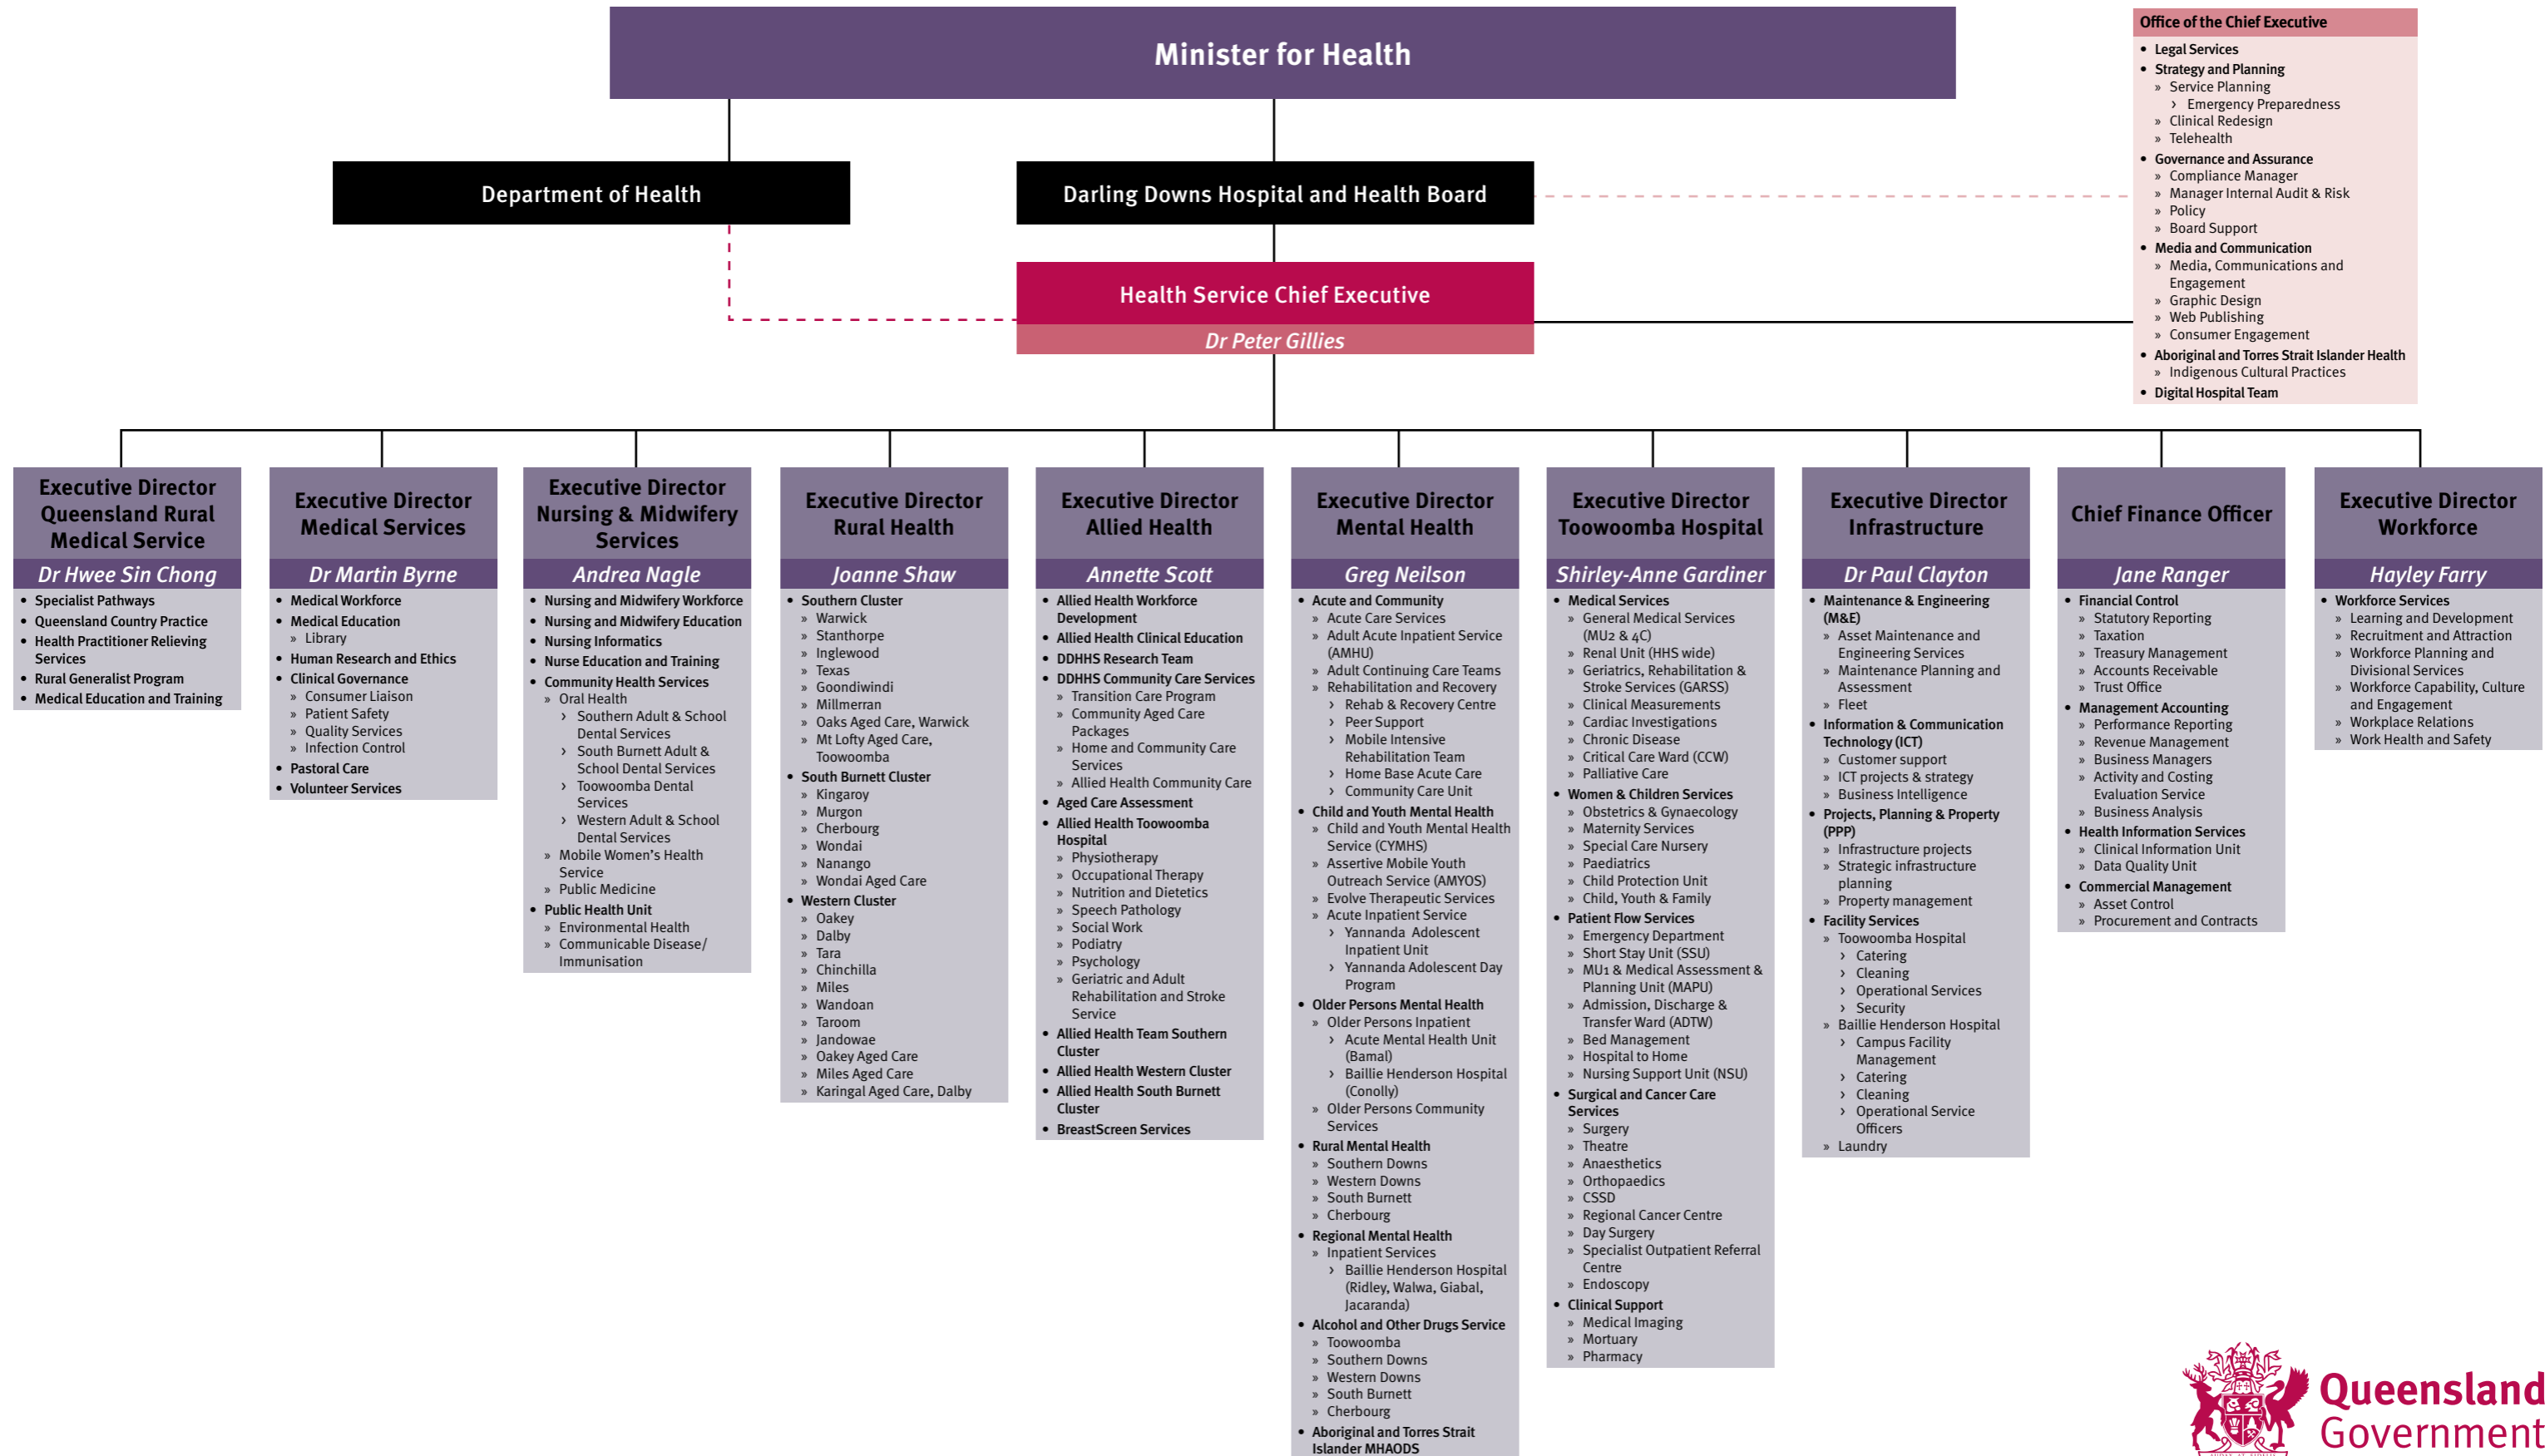 Minister for Health
Office of the Chief Executive
• Legal Services
• Strategy and Planning
» Service Planning
› Emergency Preparedness
» Clinical Redesign
» Telehealth
• Governance and Assurance
» Compliance Manager
» Manager Internal Audit & Risk
» Policy
» Board Support
• Media and Communication
» Media, Communications and
Engagement
» Graphic Design
» Web Publishing
» Consumer Engagement
• Aboriginal and Torres Strait Islander Health
» Indigenous Cultural Practices
• Digital Hospital Team
Department of Health
Darling Downs Hospital and Health Board
Health Service Chief Executive
Dr Peter Gillies
Executive Director
Queensland Rural
Medical Service
Dr Hwee Sin Chong
• Specialist Pathways
• Queensland Country Practice
• Health Practitioner Relieving
Services
• Rural Generalist Program
• Medical Education and Training
Executive Director
Medical Services
Dr Martin Byrne
• Medical Workforce
• Medical Education
» Library
• Human Research and Ethics
• Clinical Governance
» Consumer Liaison
» Patient Safety
» Quality Services
» Infection Control
• Pastoral Care
• Volunteer Services
Executive Director
Nursing & Midwifery
Services
Andrea Nagle
• Nursing and Midwifery Workforce
• Nursing and Midwifery Education
• Nursing Informatics
• Nurse Education and Training
• Community Health Services
» Oral Health
› Southern Adult & School
Dental Services
› South Burnett Adult &
School Dental Services
› Toowoomba Dental
Services
› Western Adult & School
Dental Services
» Mobile Women's Health
Service
» Public Medicine
• Public Health Unit
» Environmental Health
» Communicable Disease/
Immunisation
Executive Director
Rural Health
Joanne Shaw
• Southern Cluster
» Warwick
» Stanthorpe
» Inglewood
» Texas
» Goondiwindi
» Millmerran
» Oaks Aged Care, Warwick
» Mt Lofty Aged Care,
Toowoomba
• South Burnett Cluster
» Kingaroy
» Murgon
» Cherbourg
» Wondai
» Nanango
» Wondai Aged Care
• Western Cluster
» Oakey
» Dalby
» Tara
» Chinchilla
» Miles
» Wandoan
» Taroom
» Jandowae
» Oakey Aged Care
» Miles Aged Care
» Karingal Aged Care, Dalby
Executive Director
Allied Health
Annette Scott
• Allied Health Workforce
Development
• Allied Health Clinical Education
• DDHHS Research Team
• DDHHS Community Care Services
» Transition Care Program
» Community Aged Care
Packages
» Home and Community Care
Services
» Allied Health Community Care
• Aged Care Assessment
• Allied Health Toowoomba
Hospital
» Physiotherapy
» Occupational Therapy
» Nutrition and Dietetics
» Speech Pathology
» Social Work
» Podiatry
» Psychology
» Geriatric and Adult
Rehabilitation and Stroke
Service
• Allied Health Team Southern
Cluster
• Allied Health Western Cluster
• Allied Health South Burnett
Cluster
• BreastScreen Services
Executive Director
Mental Health
Greg Neilson
• Acute and Community
» Acute Care Services
» Adult Acute Inpatient Service
(AMHU)
» Adult Continuing Care Teams
» Rehabilitation and Recovery
› Rehab & Recovery Centre
› Peer Support
› Mobile Intensive
Rehabilitation Team
› Home Base Acute Care
› Community Care Unit
• Child and Youth Mental Health
» Child and Youth Mental Health
Service (CYMHS)
» Assertive Mobile Youth
Outreach Service (AMYOS)
» Evolve Therapeutic Services
» Acute Inpatient Service
› Yannanda Adolescent
Inpatient Unit
› Yannanda Adolescent Day
Program
• Older Persons Mental Health
» Older Persons Inpatient
› Acute Mental Health Unit
(Bamal)
› Baillie Henderson Hospital
(Conolly)
» Older Persons Community
Services
• Rural Mental Health
» Southern Downs
» Western Downs
» South Burnett
» Cherbourg
• Regional Mental Health
» Inpatient Services
› Baillie Henderson Hospital
(Ridley, Walwa, Giabal,
Jacaranda)
• Alcohol and Other Drugs Service
» Toowoomba
» Southern Downs
» Western Downs
» South Burnett
» Cherbourg
• Aboriginal and Torres Strait
Islander MHAODS
Executive Director
Toowoomba Hospital
Shirley-Anne Gardiner
• Medical Services
» General Medical Services
(MU2 & 4C)
» Renal Unit (HHS wide)
» Geriatrics, Rehabilitation &
Stroke Services (GARSS)
» Clinical Measurements
» Cardiac Investigations
» Chronic Disease
» Critical Care Ward (CCW)
» Palliative Care
• Women & Children Services
» Obstetrics & Gynaecology
» Maternity Services
» Special Care Nursery
» Paediatrics
» Child Protection Unit
» Child, Youth & Family
• Patient Flow Services
» Emergency Department
» Short Stay Unit (SSU)
» MU1 & Medical Assessment &
Planning Unit (MAPU)
» Admission, Discharge &
Transfer Ward (ADTW)
» Bed Management
» Hospital to Home
» Nursing Support Unit (NSU)
• Surgical and Cancer Care
Services
» Surgery
» Theatre
» Anaesthetics
» Orthopaedics
» CSSD
» Regional Cancer Centre
» Day Surgery
» Specialist Outpatient Referral
Centre
» Endoscopy
• Clinical Support
» Medical Imaging
» Mortuary
» Pharmacy
Executive Director
Infrastructure
Dr Paul Clayton
• Maintenance & Engineering
(M&E)
» Asset Maintenance and
Engineering Services
» Maintenance Planning and
Assessment
» Fleet
• Information & Communication
Technology (ICT)
» Customer support
» ICT projects & strategy
» Business Intelligence
• Projects, Planning & Property
(PPP)
» Infrastructure projects
» Strategic infrastructure
planning
» Property management
• Facility Services
» Toowoomba Hospital
› Catering
› Cleaning
› Operational Services
› Security
» Baillie Henderson Hospital
› Campus Facility
Management
› Catering
› Cleaning
› Operational Service
Officers
» Laundry
Chief Finance Officer
Jane Ranger
• Financial Control
» Statutory Reporting
» Taxation
» Treasury Management
» Accounts Receivable
» Trust Office
• Management Accounting
» Performance Reporting
» Revenue Management
» Business Managers
» Activity and Costing
Evaluation Service
» Business Analysis
• Health Information Services
» Clinical Information Unit
» Data Quality Unit
• Commercial Management
» Asset Control
» Procurement and Contracts
Executive Director
Workforce
Hayley Farry
• Workforce Services
» Learning and Development
» Recruitment and Attraction
» Workforce Planning and
Divisional Services
» Workforce Capability, Culture
and Engagement
» Workplace Relations
» Work Health and Safety
Queensland
Government